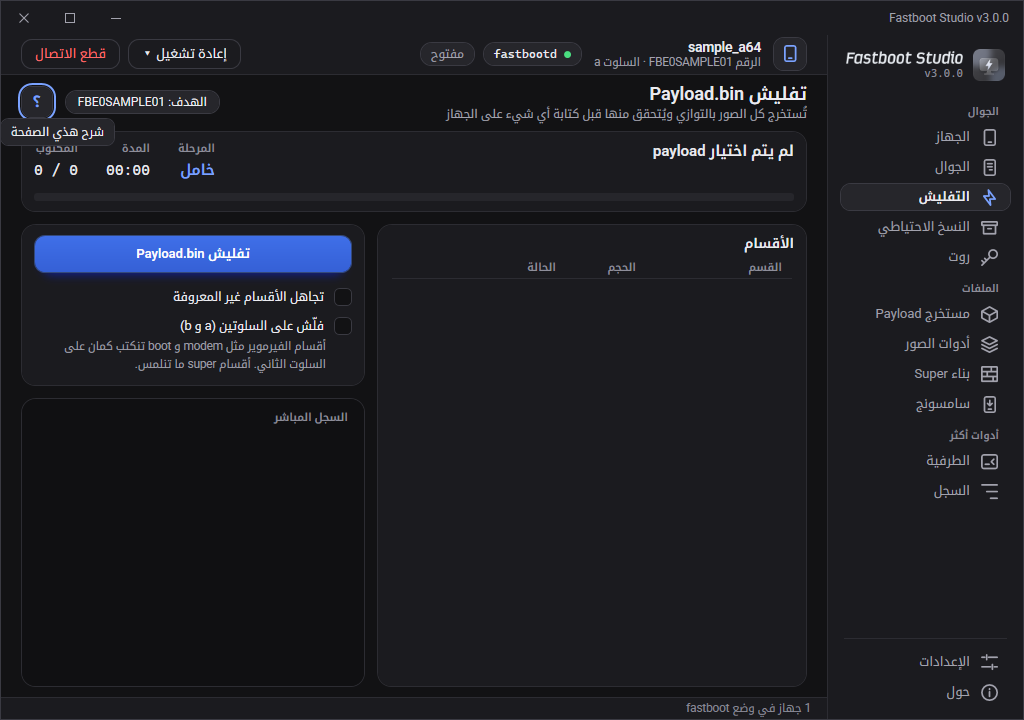 Fastboot Studio v3.0.0
Fastboot Studio
v3.0.0
الجوال
الجهاز
الجوال
التفليش
النسخ الاحتياطي
روت
الملفات
مستخرج Payload
أدوات الصور
بناء Super
سامسونج
أدوات أكثر
الطرفية
السجل
الإعدادات
حول
sample_a64
الرقم FBE0SAMPLE01 · السلوت a
fastbootd
مفتوح
إعادة تشغيل
قطع الاتصال
تفليش Payload.bin
تُستخرج كل الصور بالتوازي ويُتحقق منها قبل كتابة أي شيء على الجهاز
الهدف: FBE0SAMPLE01
؟
شرح هذي الصفحة
لم يتم اختيار payload
المرحلة
خامل
المدة
00:00
المكتوب
0 / 0
الأقسام
القسم
الحجم
الحالة
تفليش Payload.bin
تجاهل الأقسام غير المعروفة
فلّش على السلوتين (a و b)
أقسام الفيرموير مثل modem و boot تنكتب كمان على
السلوت الثاني. أقسام super ما تنلمس.
السجل المباشر
1 جهاز في وضع fastboot